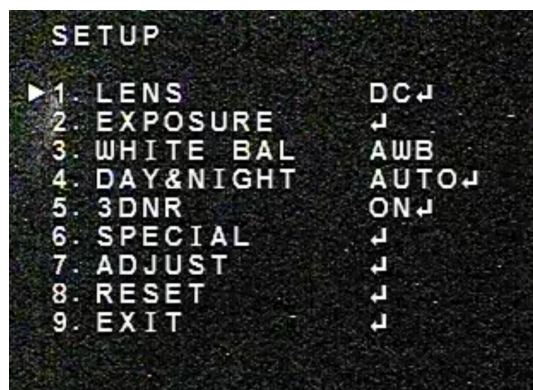 SETUP
▶1. LENS DC↲
2. EXPOSURE ↲
3. WHITE BAL AWB
4. DAY&NIGHT AUTO↲
5. 3DNR ON↲
6. SPECIAL ↲
7. ADJUST ↲
8. RESET ↲
9. EXIT ↲